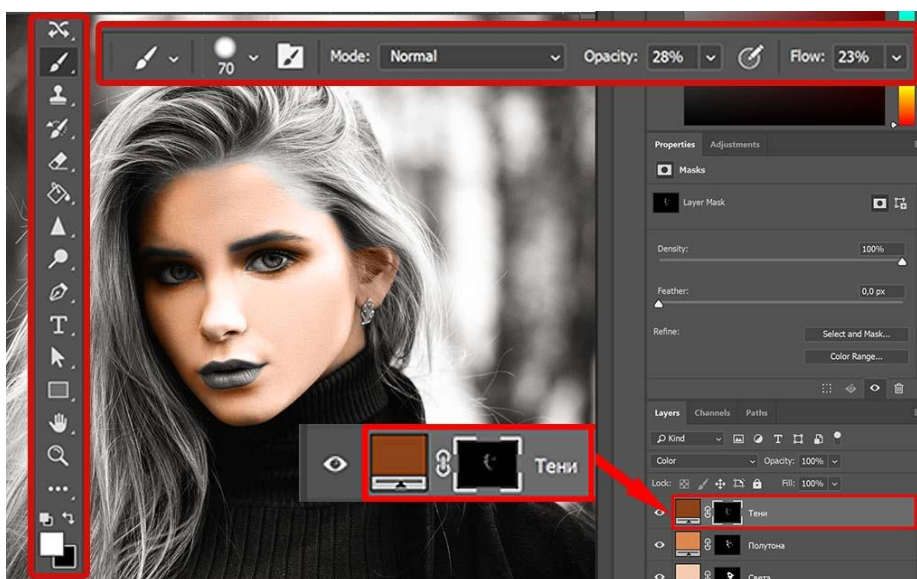 70 Mode: Normal Opacity: 28% Flow: 23%
Properties Adjustments
Masks
Layer Mask
Density: 100%
Feather: 0,0 px
Refine: Select and Mask...
Color Range...
Layers Channels Paths
Kind T
Color Opacity: 100%
Lock: Fill: 100%
Тени
Тени
Полутона
Света
T